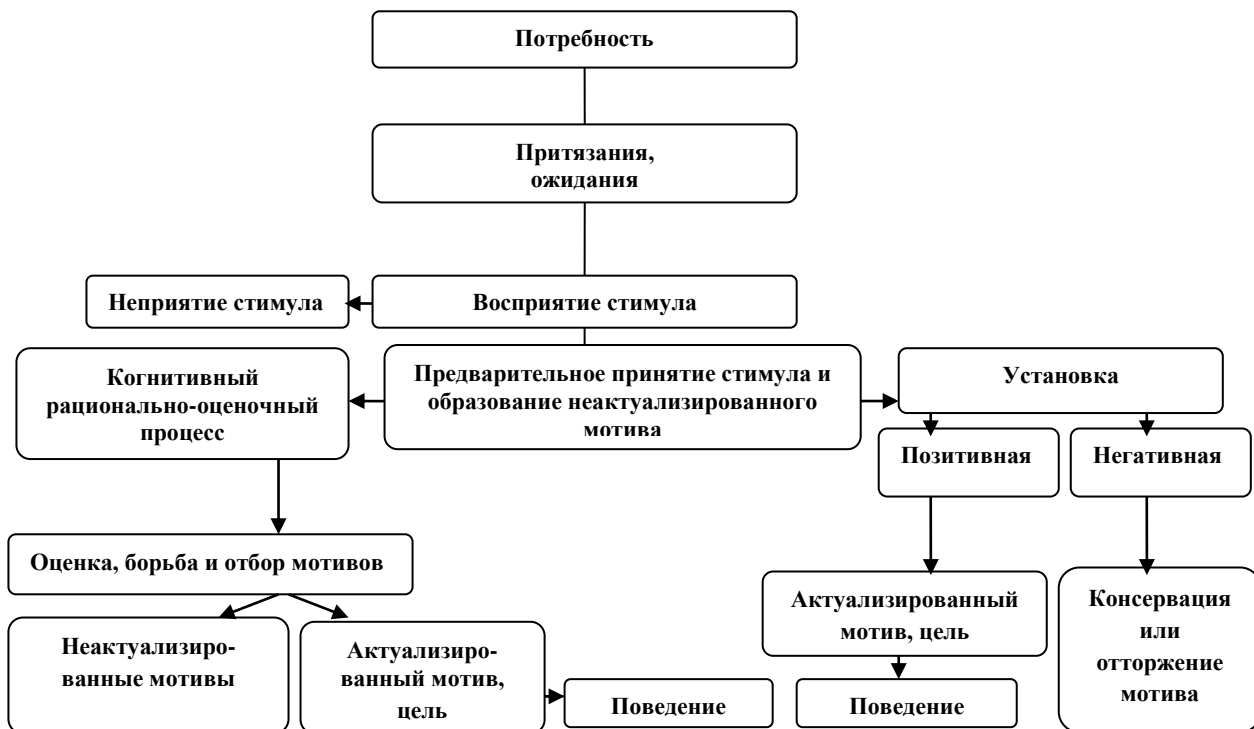 Потребность
Притязания,
ожидания
Неприятие стимула
Восприятие стимула
Когнитивный
рационально-оценочный
процесс
Предварительное принятие стимула и
образование неактуализированного
мотива
Установка
Позитивная
Негативная
Оценка, борьба и отбор мотивов
Неактуализиро-
ванные мотивы
Актуализиро-
ванный мотив,
цель
Поведение
Актуализированный
мотив, цель
Поведение
Консервация
или
отторжение
мотива